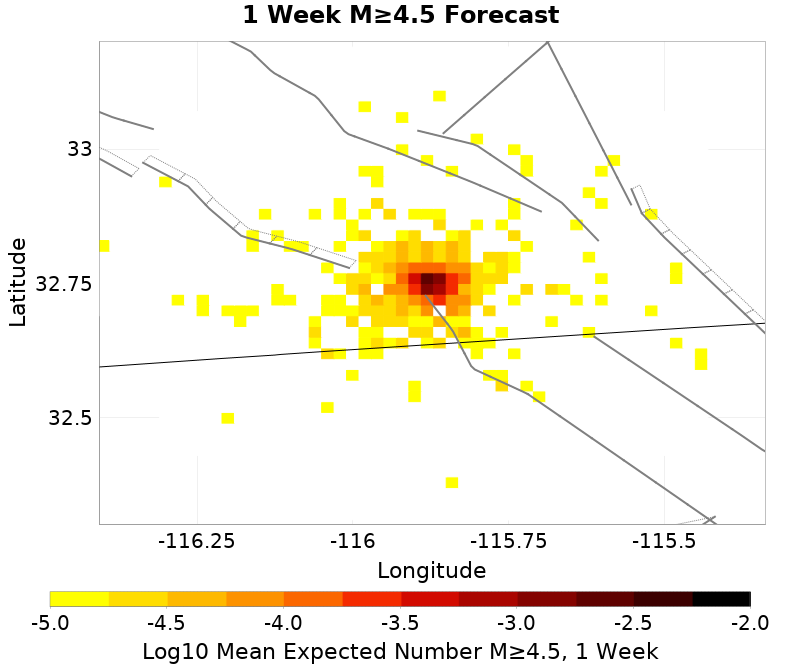 1 Week M≥4.5 Forecast
33
32.75
32.5
Latitude
-116.25 -116 -115.75 -115.5
Longitude
-5.0 -4.5 -4.0 -3.5 -3.0 -2.5 -2.0
Log10 Mean Expected Number M≥4.5, 1 Week